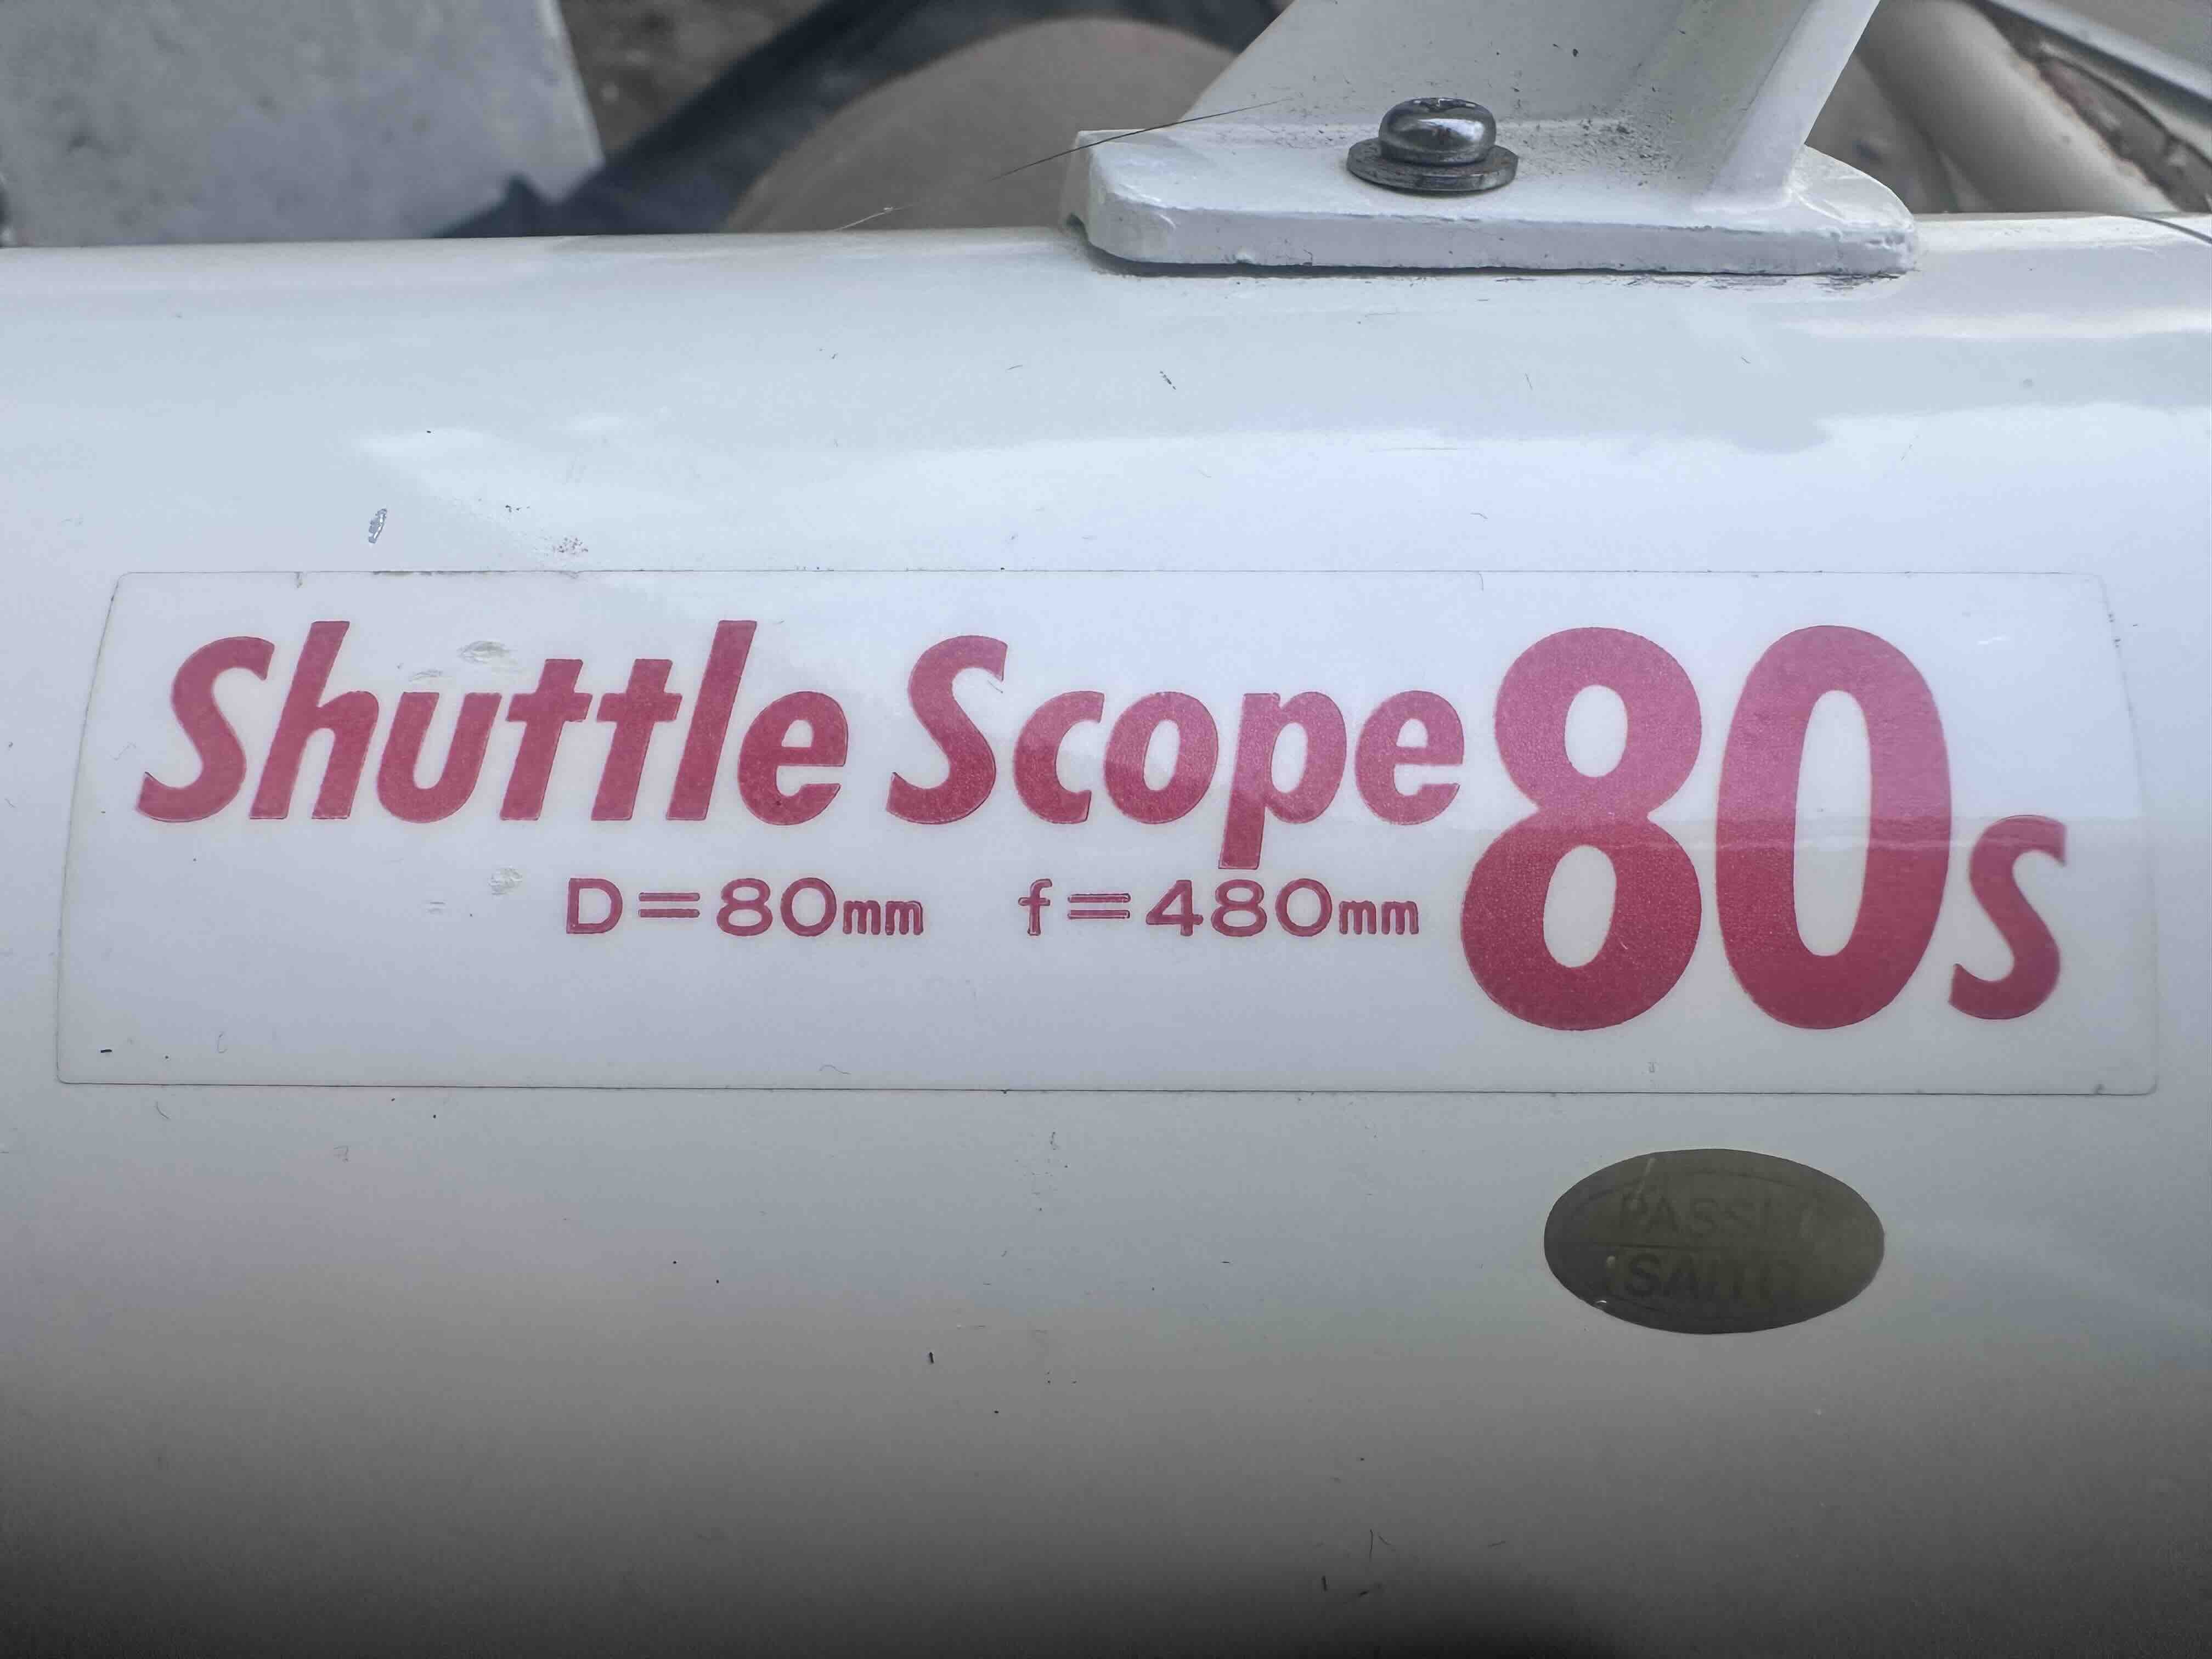 Shuttle Scope 80s
D=80mm f=480mm